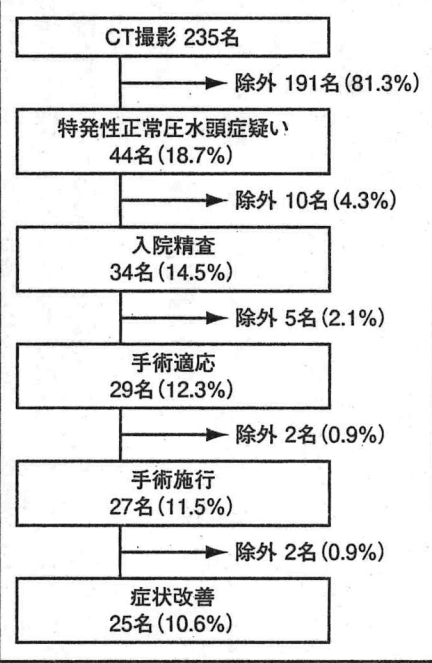 CT撮影 235名
除外 191名(81.3%)
特発性正常圧水頭症疑い
44名(18.7%)
除外 10名(4.3%)
入院精査
34名(14.5%)
除外 5名(2.1%)
手術適応
29名(12.3%)
除外 2名(0.9%)
手術施行
27名(11.5%)
除外 2名(0.9%)
症状改善
25名(10.6%)